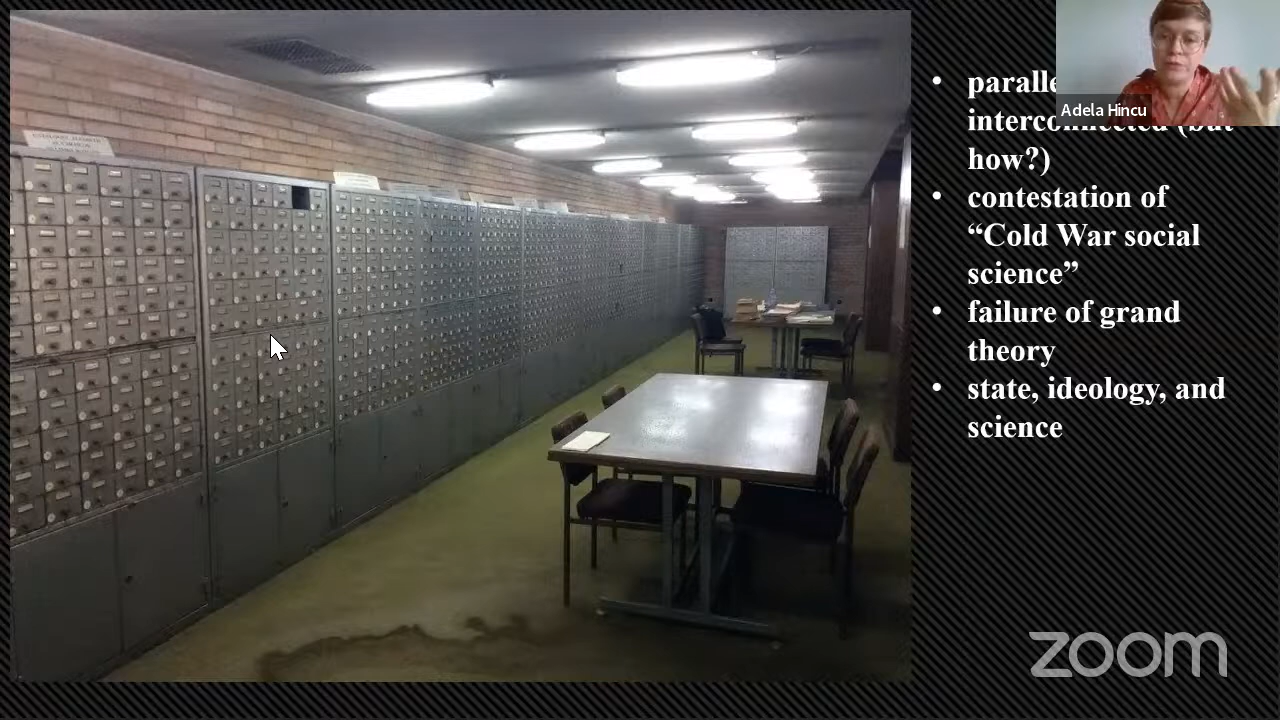 Adela Hincu
• paralle
interconnected (but
how?)
• contestation of
“Cold War social
science”
• failure of grand
theory
• state, ideology, and
science
zoom